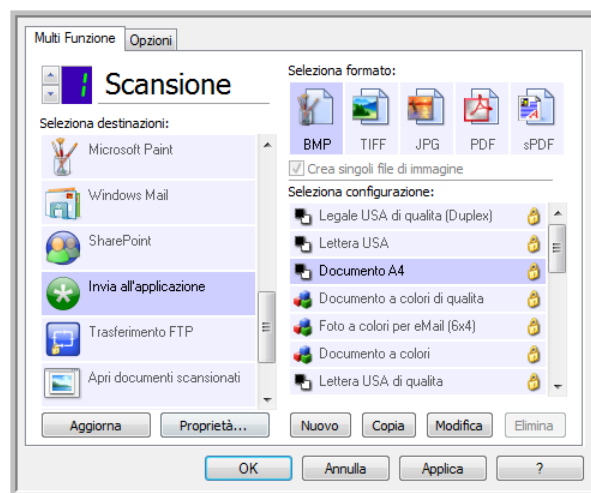 Multi Funzione
Opzioni
1 Scansione
Seleziona destinazioni:
Microsoft Paint
Windows Mail
SharePoint
Invia all'applicazione
Trasferimento FTP
Apri documenti scansionati
Aggiorna
Proprietà...
Seleziona formato:
BMP
TIFF
JPG
PDF
sPDF
Crea singoli file di immagine
Seleziona configurazione:
Legale USA di qualita (Duplex)
Lettera USA
Documento A4
Documento a colori di qualita
Foto a colori per eMail (6x4)
Documento a colori
Lettera USA di qualita
Nuovo
Copia
Modifica
Elimina
OK
Annulla
Applica
?